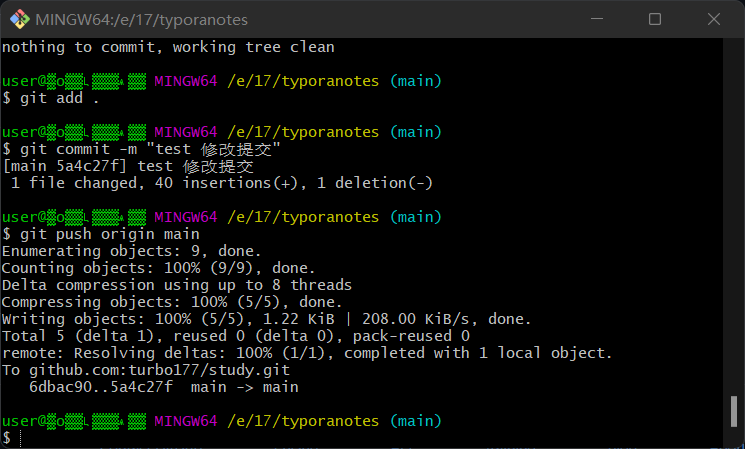 MINGW64:/e/17/typoranotes
nothing to commit, working tree clean
user@ MINGW64 /e/17/typoranotes (main)
$ git add .
user@ MINGW64 /e/17/typoranotes (main)
$ git commit -m "test 修改提交"
[main 5a4c27f] test 修改提交
1 file changed, 40 insertions(+), 1 deletion(-)
user@ MINGW64 /e/17/typoranotes (main)
$ git push origin main
Enumerating objects: 9, done.
Counting objects: 100% (9/9), done.
Delta compression using up to 8 threads
Compressing objects: 100% (5/5), done.
Writing objects: 100% (5/5), 1.22 KiB | 208.00 KiB/s, done.
Total 5 (delta 1), reused 0 (delta 0), pack-reused 0
remote: Resolving deltas: 100% (1/1), completed with 1 local object.
To github.com:turbo177/study.git
6dbac90..5a4c27f  main -> main
user@ MINGW64 /e/17/typoranotes (main)
$